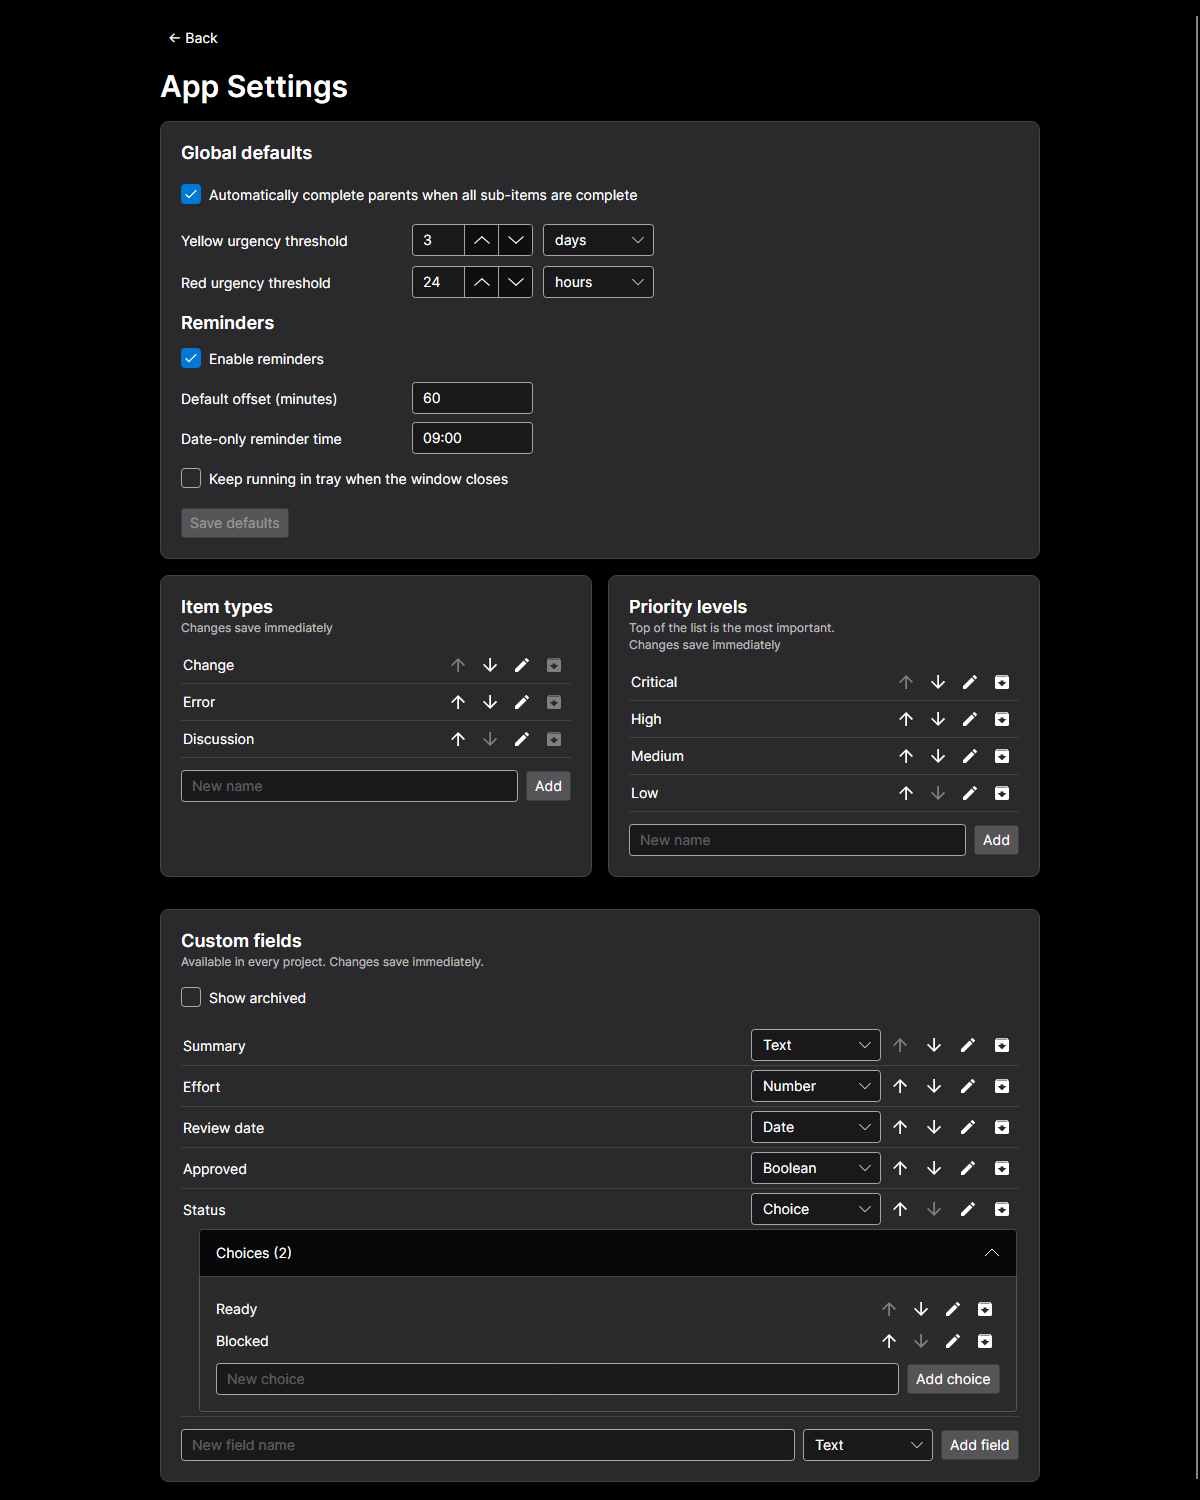 Back
App Settings
Global defaults
Automatically complete parents when all sub-items are complete
Yellow urgency threshold 3 days
Red urgency threshold 24 hours
Reminders
Enable reminders
Default offset (minutes) 60
Date-only reminder time 09:00
Keep running in tray when the window closes
Save defaults
Item types
Changes save immediately
Change
Error
Discussion
New name Add
Priority levels
Top of the list is the most important.
Changes save immediately
Critical
High
Medium
Low
New name Add
Custom fields
Available in every project. Changes save immediately.
Show archived
Summary Text
Effort Number
Review date Date
Approved Boolean
Status Choice
Choices (2)
Ready
Blocked
New choice Add choice
New field name Text Add field